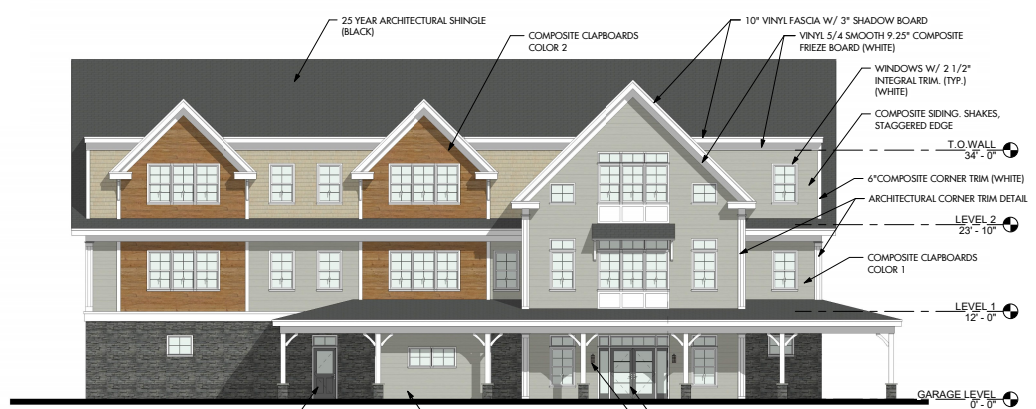 25 YEAR ARCHITECTURAL SHINGLE
(BLACK)
COMPOSITE CLAPBOARDS
COLOR 2
10" VINYL FASCIA W/ 3" SHADOW BOARD
VINYL 5/4 SMOOTH 9.25" COMPOSITE
FRIEZE BOARD (WHITE)
WINDOWS W/ 2 1/2"
INTEGRAL TRIM. (TYP.)
(WHITE)
COMPOSITE SIDING. SHAKES,
STAGGERED EDGE
T.O.WALL
34' - 0"
6"COMPOSITE CORNER TRIM (WHITE)
ARCHITECTURAL CORNER TRIM DETAIL
LEVEL 2
23' - 10"
COMPOSITE CLAPBOARDS
COLOR 1
LEVEL 1
12' - 0"
GARAGE LEVEL
0' - 0"